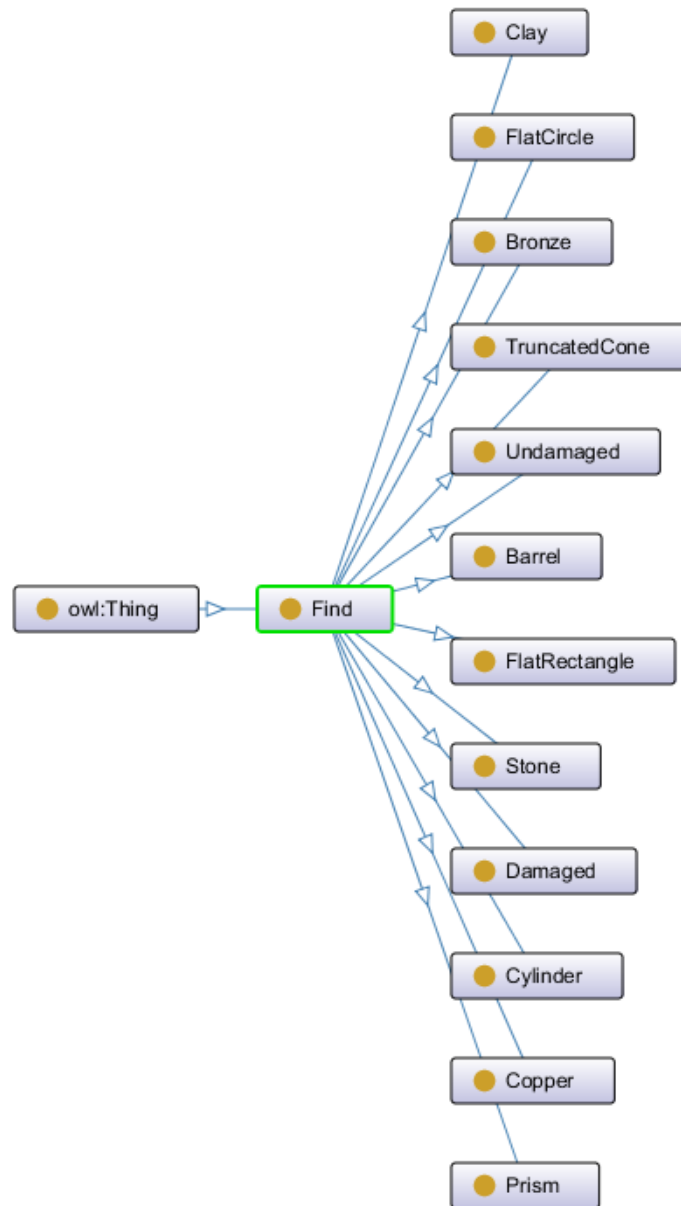 Clay
FlatCircle
Bronze
TruncatedCone
Undamaged
Barrel
owl:Thing
Find
FlatRectangle
Stone
Damaged
Cylinder
Copper
Prism